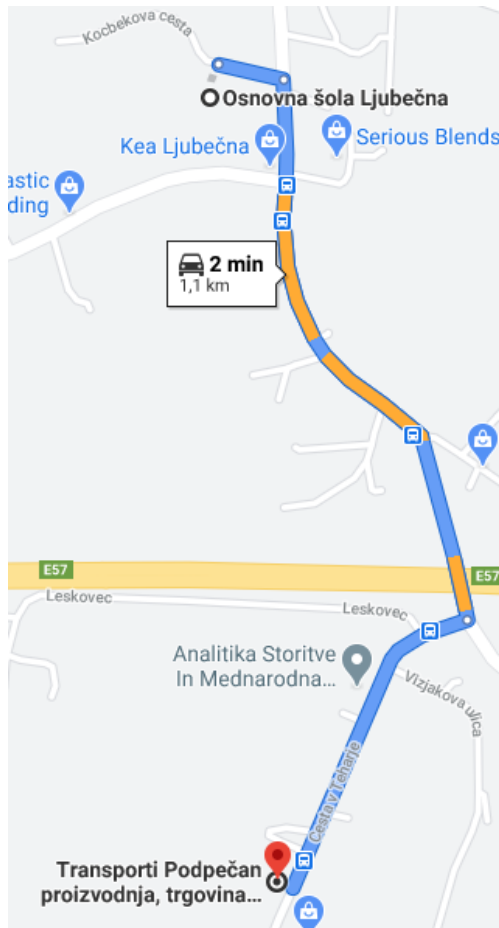 Kocbekova cesta
Osnovna šola Ljubečna
Kea Ljubečna
Serious Blends
astic
ding
2 min
1,1 km
E57
E57
Leskovec
Leskovec
Analitika Storitve
In Mednarodna...
Vizjakova ulica
Cesta v Teharje
Transporti Podpečan
proizvodnja, trgovina...